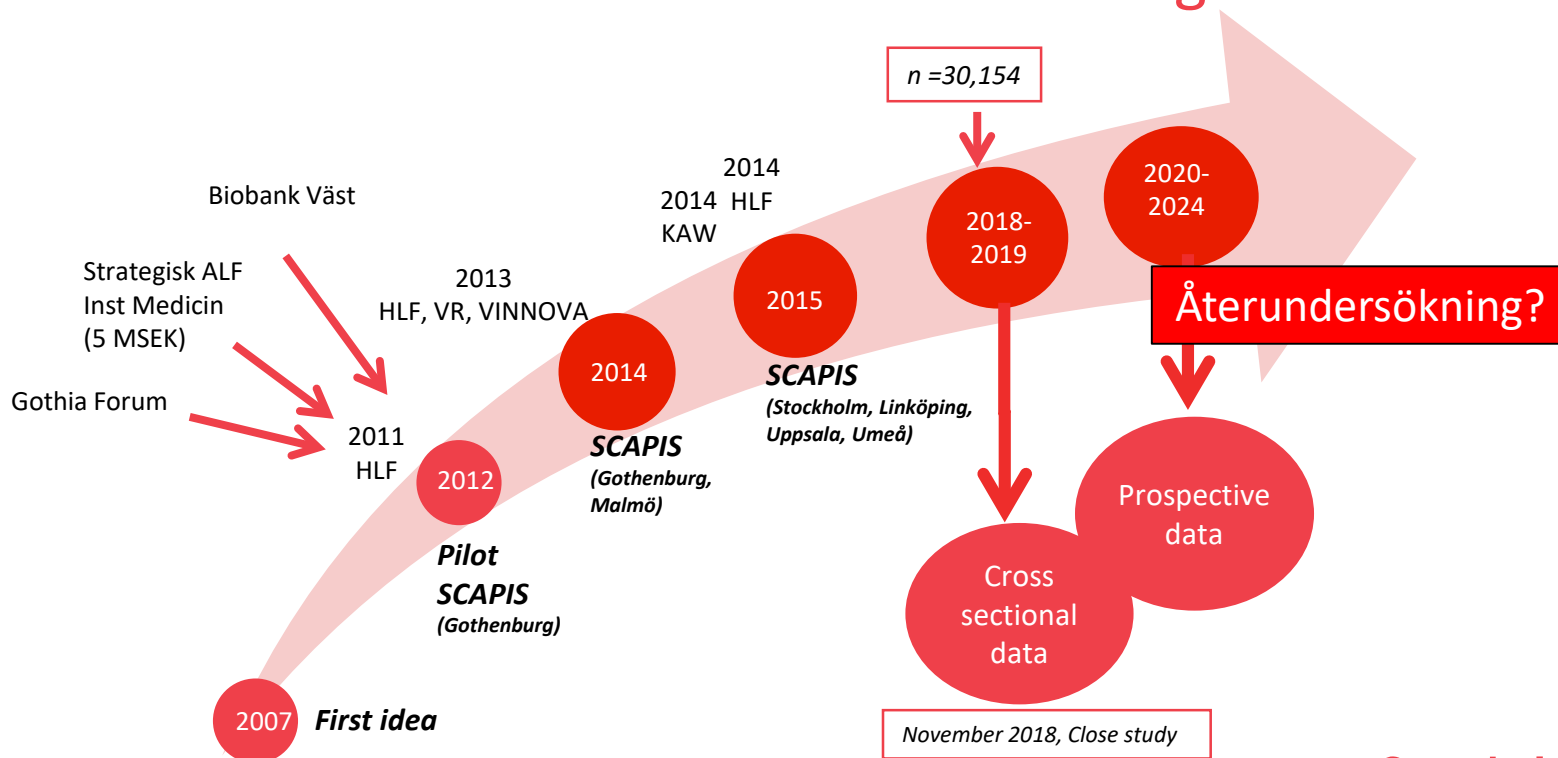 n =30,154
2020-
2024
2014
HLF
2014
KAW
Biobank Väst
2018-
2019
Strategisk ALF
Inst Medicin
(5 MSEK)
2013
HLF, VR, VINNOVA
2015
Återundersökning?
2014
SCAPIS
(Stockholm, Linköping,
Uppsala, Umeå)
Gothia Forum
2011
HLF
SCAPIS
(Gothenburg,
Malmö)
2012
Prospective
data
Pilot
SCAPIS
(Gothenburg)
Cross
sectional
data
2007
First idea
November 2018, Close study